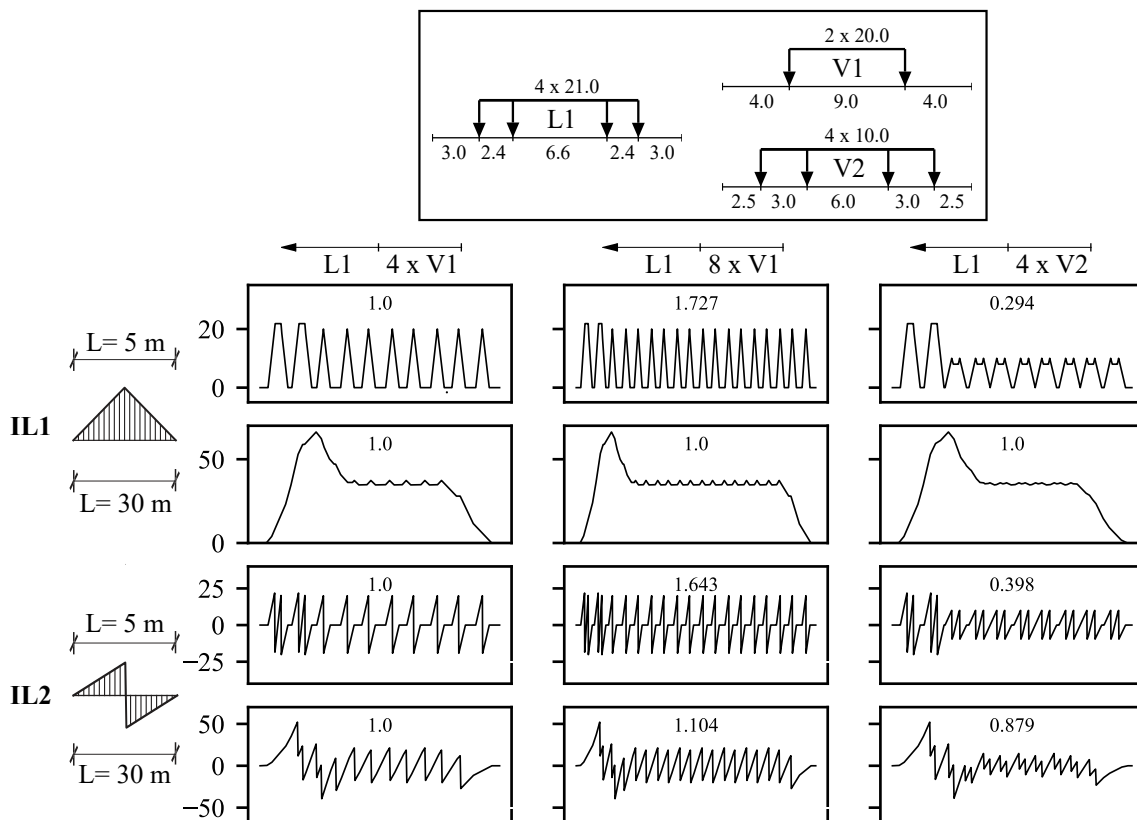 2 x 20.0
V1
4.0 9.0 4.0
4 x 21.0
L1
3.0 2.4 6.6 2.4 3.0
4 x 10.0
V2
2.5 3.0 6.0 3.0 2.5
L1 4 x V1
L1 8 x V1
L1 4 x V2
L= 5 m
IL1
L= 30 m
20
0
1.0
1.727
0.294
50
0
1.0
1.0
1.0
L= 5 m
IL2
L= 30 m
25
0
−25
1.0
1.643
0.398
50
0
−50
1.0
1.104
0.879